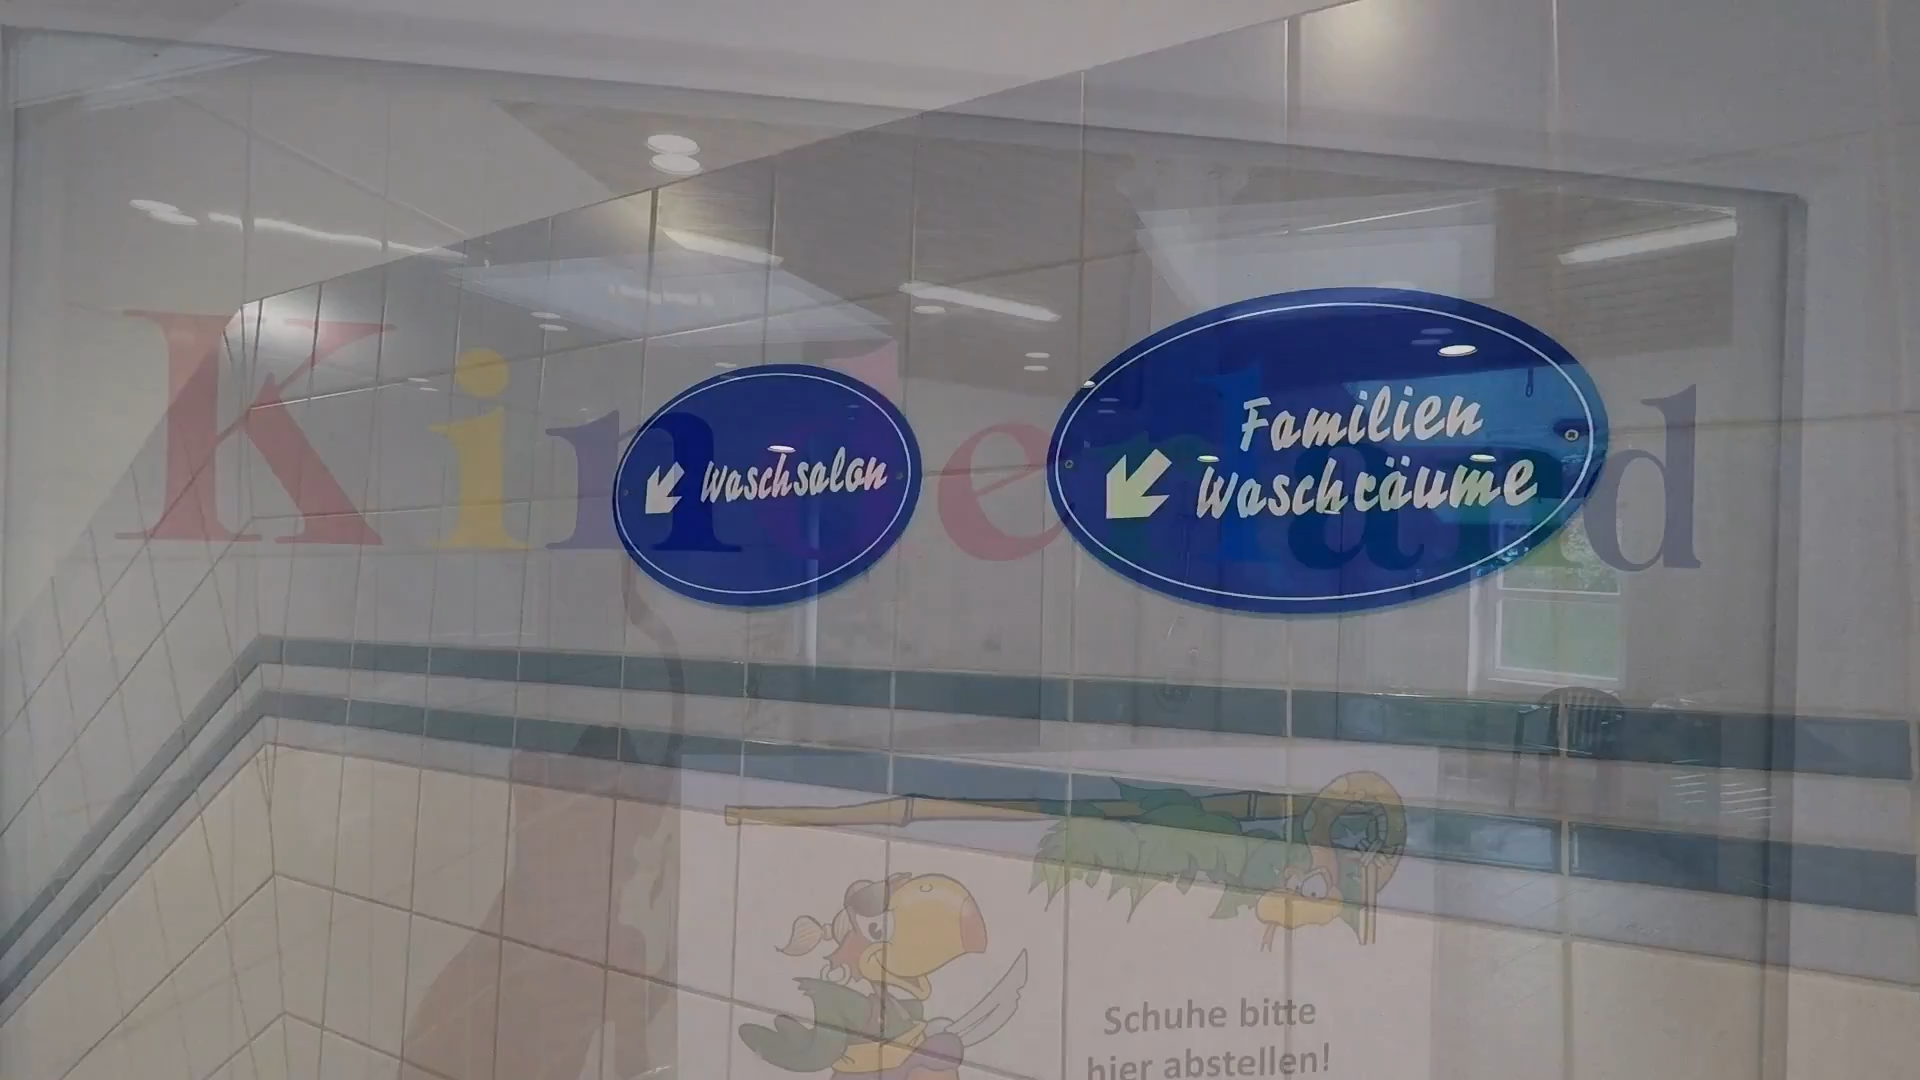 Kinderland
Waschsalon
Familien
Waschräume
Schuhe bitte
hier abstellen!